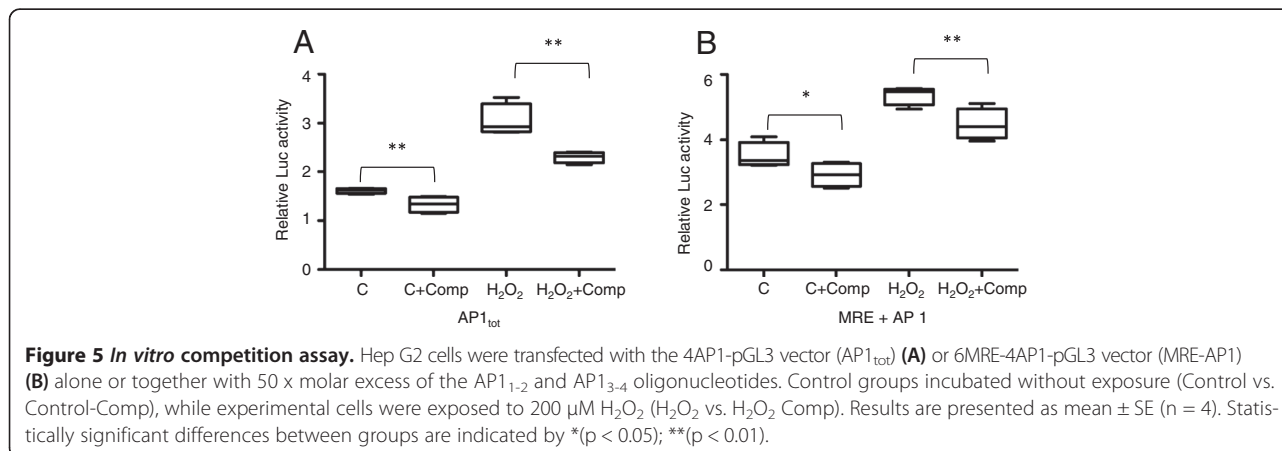 A
B
**
**
*
**
Relative Luc activity
4
3
2
1
0
C
C+Comp
H₂O₂
H₂O₂+Comp
AP1tot
Relative Luc activity
6
4
2
0
C
C+Comp
H₂O₂
H₂O₂+Comp
MRE + AP 1
Figure 5 In vitro competition assay. Hep G2 cells were transfected with the 4AP1-pGL3 vector (AP1tot) (A) or 6MRE-4AP1-pGL3 vector (MRE-AP1)
(B) alone or together with 50 x molar excess of the AP1₁₋₂ and AP1₃₋₄ oligonucleotides. Control groups incubated without exposure (Control vs.
Control-Comp), while experimental cells were exposed to 200 μM H₂O₂ (H₂O₂ vs. H₂O₂ Comp). Results are presented as mean ± SE (n = 4). Statis-
tically significant differences between groups are indicated by *(p < 0.05); **(p < 0.01).